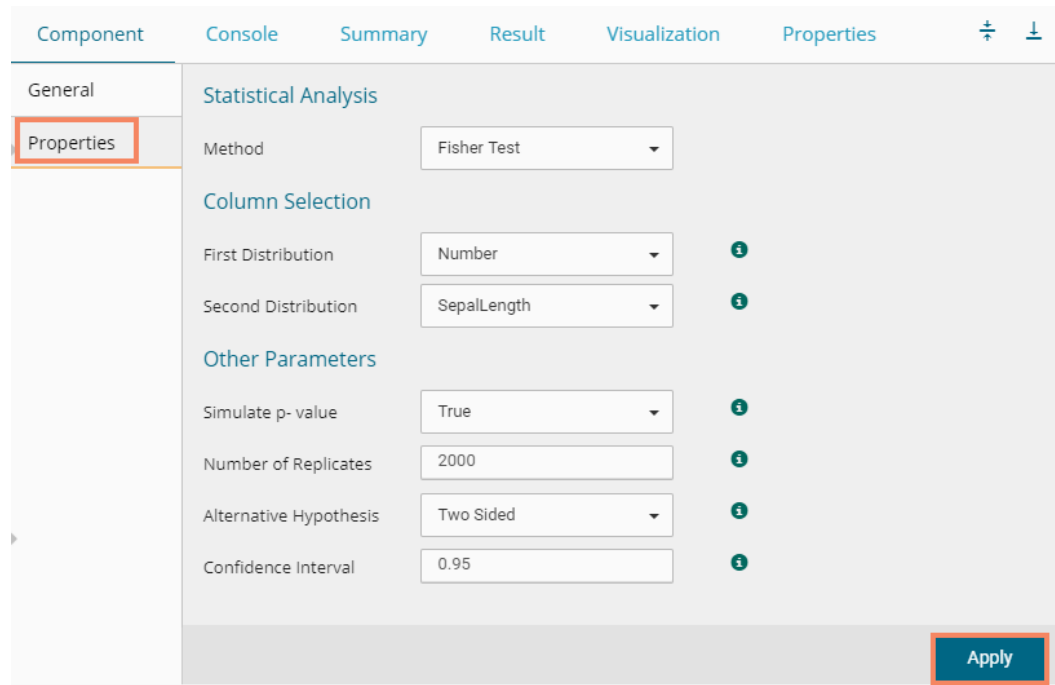 Component Console Summary Result Visualization Properties
General
Properties
Statistical Analysis
Method Fisher Test
Column Selection
First Distribution Number
Second Distribution SepalLength
Other Parameters
Simulate p- value True
Number of Replicates 2000
Alternative Hypothesis Two Sided
Confidence Interval 0.95
Apply